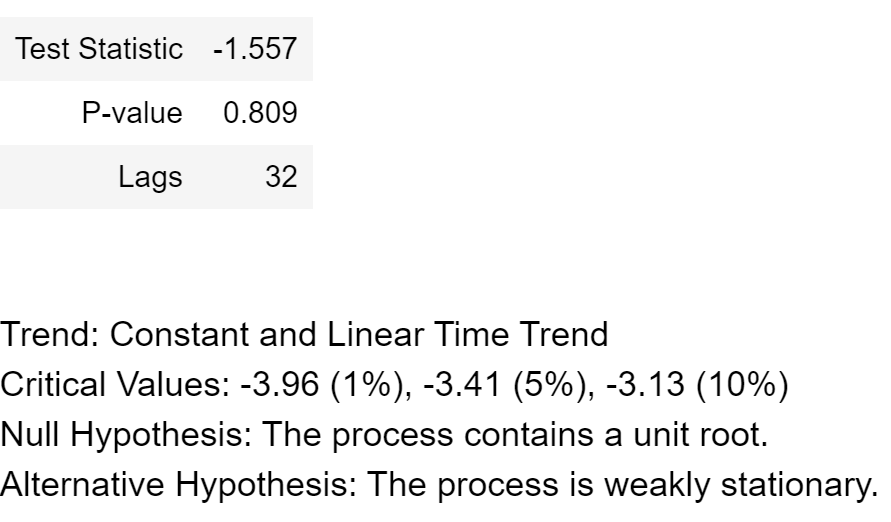 Test Statistic -1.557
P-value 0.809
Lags 32
Trend: Constant and Linear Time Trend
Critical Values: -3.96 (1%), -3.41 (5%), -3.13 (10%)
Null Hypothesis: The process contains a unit root.
Alternative Hypothesis: The process is weakly stationary.